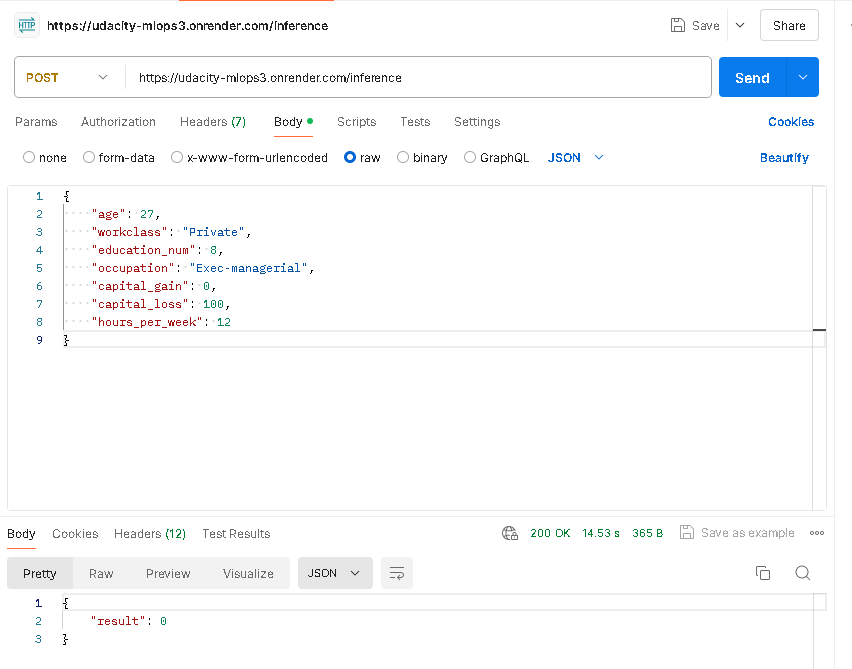 HTTP https://udacity-mlops3.onrender.com/inference Save Share
POST https://udacity-mlops3.onrender.com/inference Send
Params Authorization Headers (7) Body Scripts Tests Settings Cookies
none form-data x-www-form-urlencoded raw binary GraphQL JSON Beautify
1 {
2 ····"age":·27,
3 ····"workclass":·"Private",
4 ····"education_num":·8,
5 ····"occupation":·"Exec-managerial",
6 ····"capital_gain":·0,
7 ····"capital_loss":·100,
8 ····"hours_per_week":·12
9 }
Body Cookies Headers (12) Test Results 200 OK 14.53 s 365 B Save as example
Pretty Raw Preview Visualize JSON
1 {
2 "result": 0
3 }